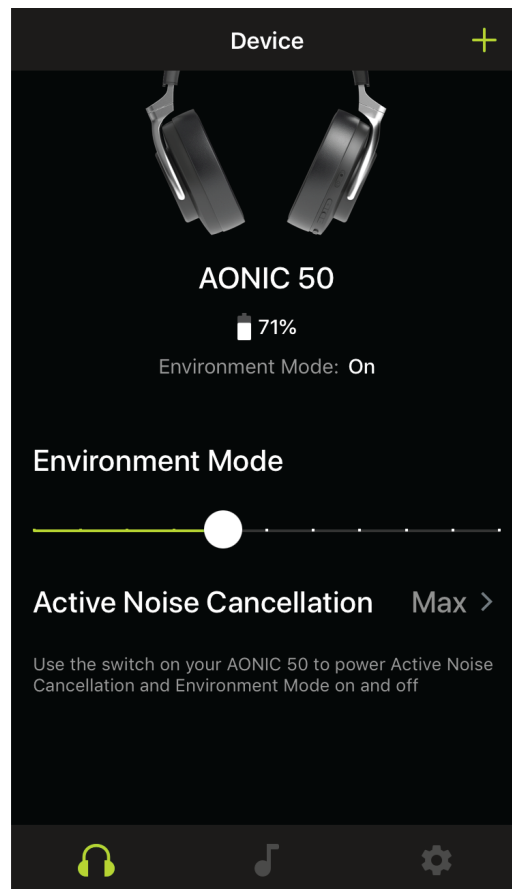 Device
AONIC 50
71%
Environment Mode: On
Environment Mode
Active Noise Cancellation Max >
Use the switch on your AONIC 50 to power Active Noise
Cancellation and Environment Mode on and off